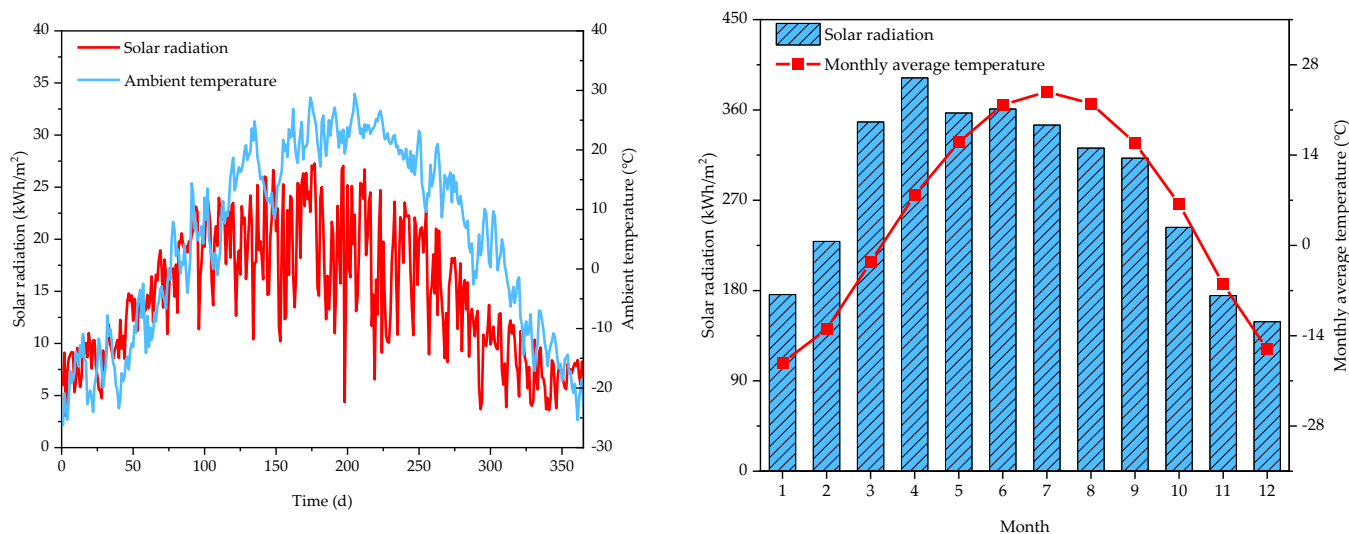 40
35
30
25
20
15
10
5
0
Solar radiation (kWh/m²)
Solar radiation
Ambient temperature
40
30
20
10
0
-10
-20
-30
Ambient temperature (℃)
0 50 100 150 200 250 300 350
Time (d)
450
360
270
180
90
0
Solar radiation (kWh/m²)
Solar radiation
Monthly average temperature
28
14
0
-14
-28
Monthly average temperature (℃)
1 2 3 4 5 6 7 8 9 10 11 12
Month